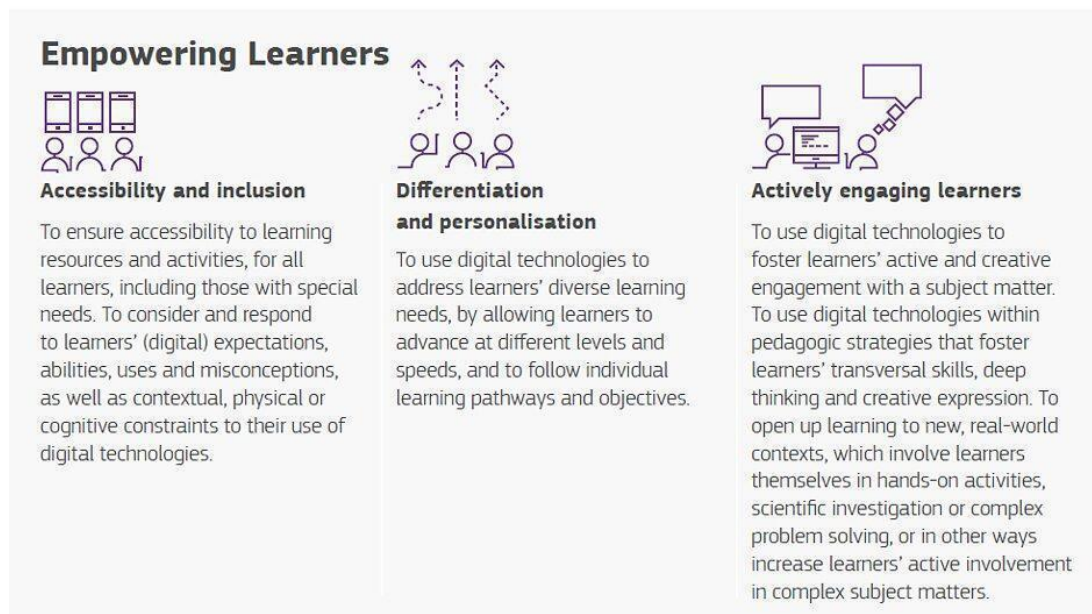 Empowering Learners
Accessibility and inclusion
To ensure accessibility to learning
resources and activities, for all
learners, including those with special
needs. To consider and respond
to learners’ (digital) expectations,
abilities, uses and misconceptions,
as well as contextual, physical or
cognitive constraints to their use of
digital technologies.
Differentiation
and personalisation
To use digital technologies to
address learners’ diverse learning
needs, by allowing learners to
advance at different levels and
speeds, and to follow individual
learning pathways and objectives.
Actively engaging learners
To use digital technologies to
foster learners’ active and creative
engagement with a subject matter.
To use digital technologies within
pedagogic strategies that foster
learners’ transversal skills, deep
thinking and creative expression. To
open up learning to new, real-world
contexts, which involve learners
themselves in hands-on activities,
scientific investigation or complex
problem solving, or in other ways
increase learners’ active involvement
in complex subject matters.